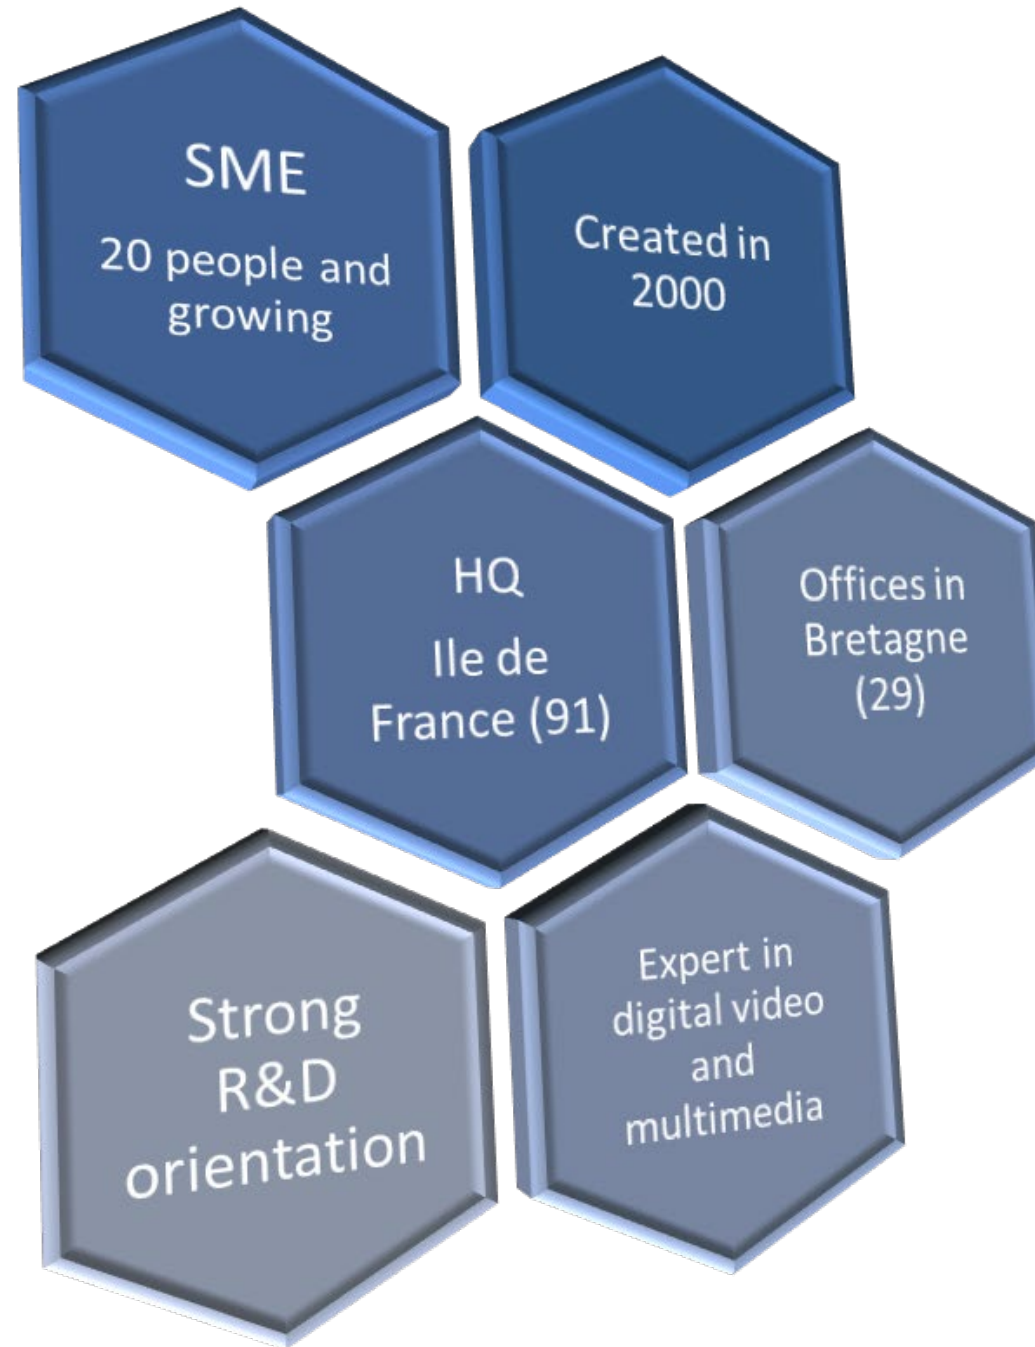 SME
20 people and
growing
Created in
2000
HQ
Ile de
France (91)
Offices in
Bretagne
(29)
Strong
R&D
orientation
Expert in
digital video
and
multimedia